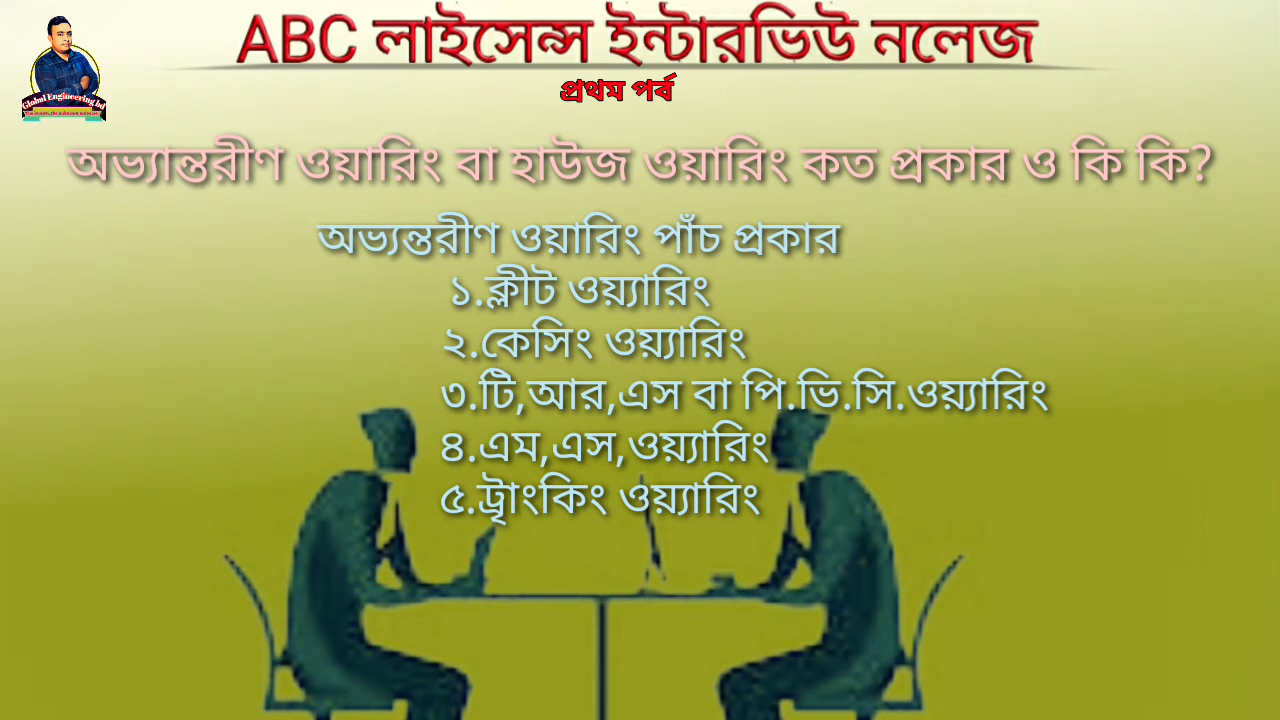 ABC লাইসেন্স ইন্টারভিউ নলেজ
প্রথম পর্ব
Global Engineering bd
অভ্যান্তরীণ ওয়ারিং বা হাউজ ওয়ারিং কত প্রকার ও কি কি?
অভ্যন্তরীণ ওয়ারিং পাঁচ প্রকার
১.ক্লীট ওয়্যারিং
২.কেসিং ওয়্যারিং
৩.টি,আর,এস বা পি.ভি.সি.ওয়্যারিং
৪.এম,এস,ওয়্যারিং
৫.ট্রাংকিং ওয়্যারিং